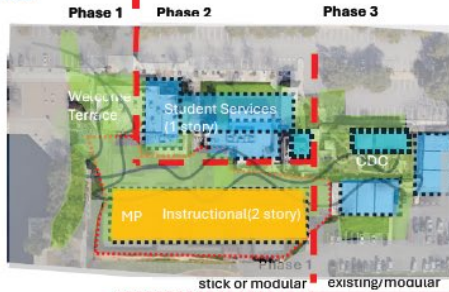 Phase 1
Phase 2
Phase 3
Welcome
Terrace
Student Services
(1 story)
CDC
MP
Instructional(2 story)
Phase 1
stick or modular
existing/modular